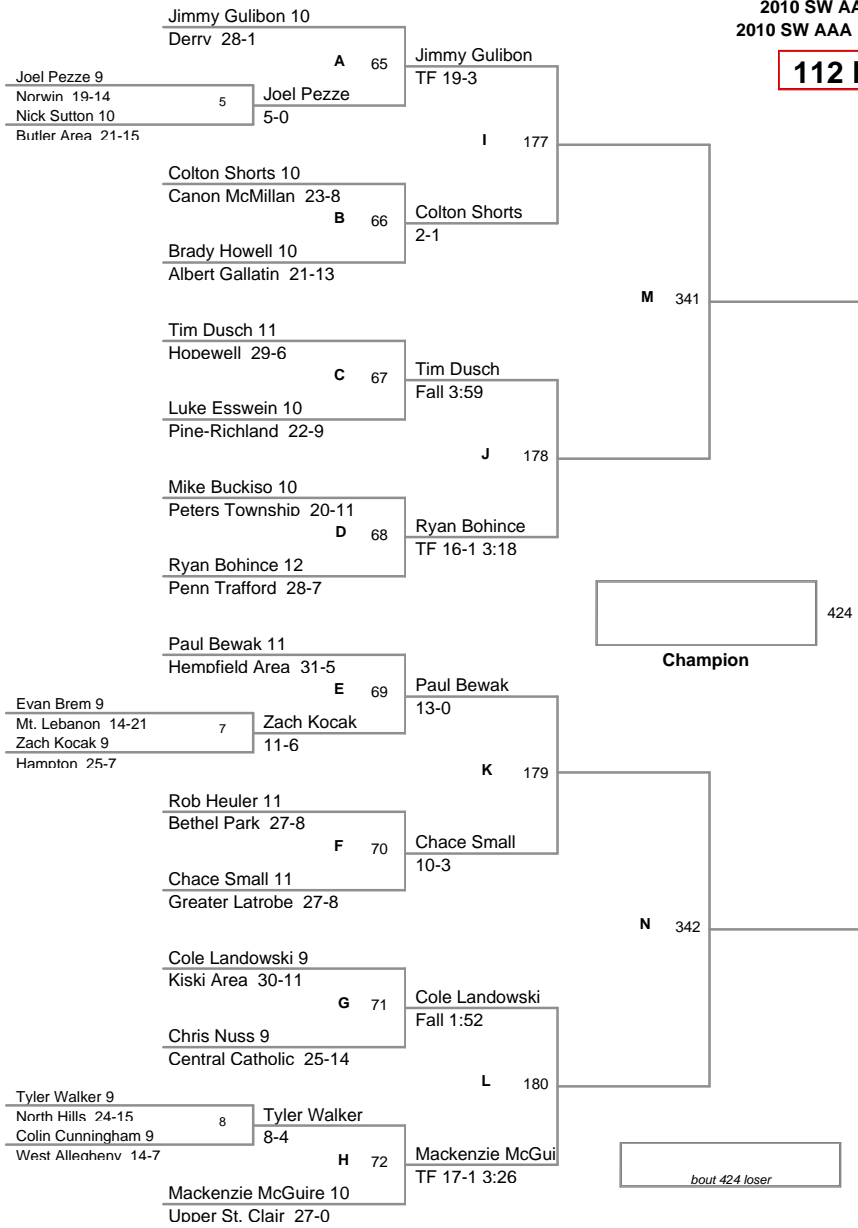 2010 SW AA
2010 SW AAA
112
Jimmy Gulibon 10
Derry 28-1
A 65
Jimmy Gulibon
TF 19-3
Joel Pezze 9
Norwin 19-14
5
Joel Pezze
5-0
Nick Sutton 10
Butler Area 21-15
I 177
Colton Shorts 10
Canon McMillan 23-8
B 66
Colton Shorts
2-1
Brady Howell 10
Albert Gallatin 21-13
M 341
Tim Dusch 11
Hopewell 29-6
C 67
Tim Dusch
Fall 3:59
Luke Esswein 10
Pine-Richland 22-9
J 178
Mike Buckiso 10
Peters Township 20-11
D 68
Ryan Bohince
TF 16-1 3:18
Ryan Bohince 12
Penn Trafford 28-7
424
Champion
Paul Bewak 11
Hempfield Area 31-5
E 69
Paul Bewak
13-0
Evan Brem 9
Mt. Lebanon 14-21
7
Zach Kocak
11-6
Zach Kocak 9
Hampton 25-7
K 179
Rob Heuler 11
Bethel Park 27-8
F 70
Chace Small
10-3
Chace Small 11
Greater Latrobe 27-8
N 342
Cole Landowski 9
Kiski Area 30-11
G 71
Cole Landowski
Fall 1:52
Chris Nuss 9
Central Catholic 25-14
L 180
Tyler Walker 9
North Hills 24-15
8
Tyler Walker
8-4
Colin Cunningham 9
West Allegheny 14-7
H 72
Mackenzie McGui
TF 17-1 3:26
Mackenzie McGuire 10
Upper St. Clair 27-0
bout 424 loser